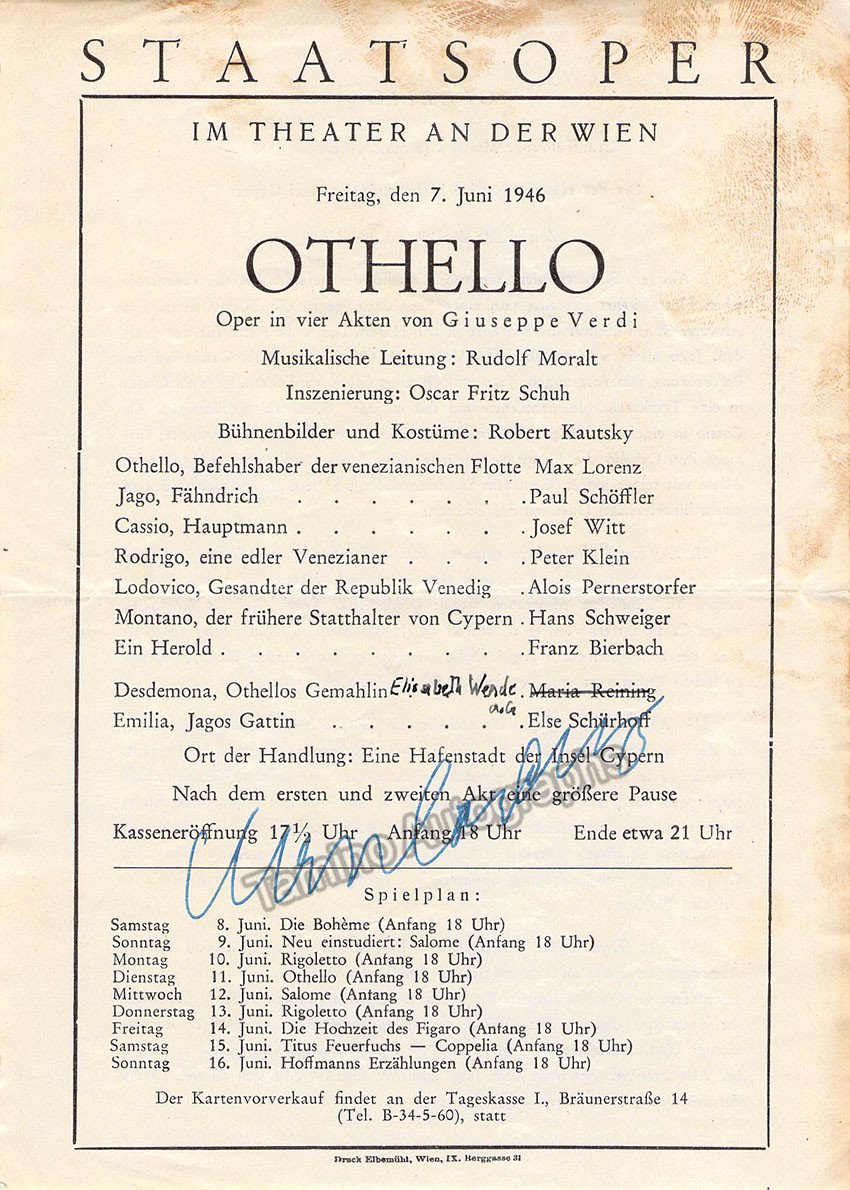 STAATSOPER
IM THEATER AN DER WIEN
Freitag, den 7. Juni 1946
OTHELLO
Oper in vier Akten von Giuseppe Verdi
Musikalische Leitung: Rudolf Moralt
Inszenierung: Oscar Fritz Schuh
Bühnenbilder und Kostüme: Robert Kautsky
Othello, Befehlshaber der venezianischen Flotte Max Lorenz
Jago, Fähndrich . . . . . . . Paul Schöffler
Cassio, Hauptmann . . . . . . . Josef Witt
Rodrigo, eine edler Venezianer . . . . Peter Klein
Lodovico, Gesandter der Republik Venedig . Alois Pernerstorfer
Montano, der frühere Statthalter von Cypern . Hans Schweiger
Ein Herold . . . . . . . . . Franz Bierbach
Desdemona, Othellos Gemahlin Elisabeth . Maria Reining
Emilia, Jagos Gattin . . . . . . . Else Schürhoff
Ort der Handlung: Eine Hafenstadt der Insel Cypern
Nach dem ersten und zweiten Akt eine größere Pause
Kasseneröffnung 17½ Uhr Anfang 18 Uhr Ende etwa 21 Uhr
Max Lorenz
Tamino Autographs
Spielplan:
Samstag 8. Juni. Die Bohème (Anfang 18 Uhr)
Sonntag 9. Juni. Neu einstudiert: Salome (Anfang 18 Uhr)
Montag 10. Juni. Rigoletto (Anfang 18 Uhr)
Dienstag 11. Juni. Othello (Anfang 18 Uhr)
Mittwoch 12. Juni. Salome (Anfang 18 Uhr)
Donnerstag 13. Juni. Rigoletto (Anfang 18 Uhr)
Freitag 14. Juni. Die Hochzeit des Figaro (Anfang 18 Uhr)
Samstag 15. Juni. Titus Feuerfuchs — Coppelia (Anfang 18 Uhr)
Sonntag 16. Juni. Hoffmanns Erzählungen (Anfang 18 Uhr)
Der Kartenvorverkauf findet an der Tageskasse I., Bräunerstraße 14
(Tel. B-34-5-60), statt
Druck Elbemühl, Wien, IX. Berggasse 31